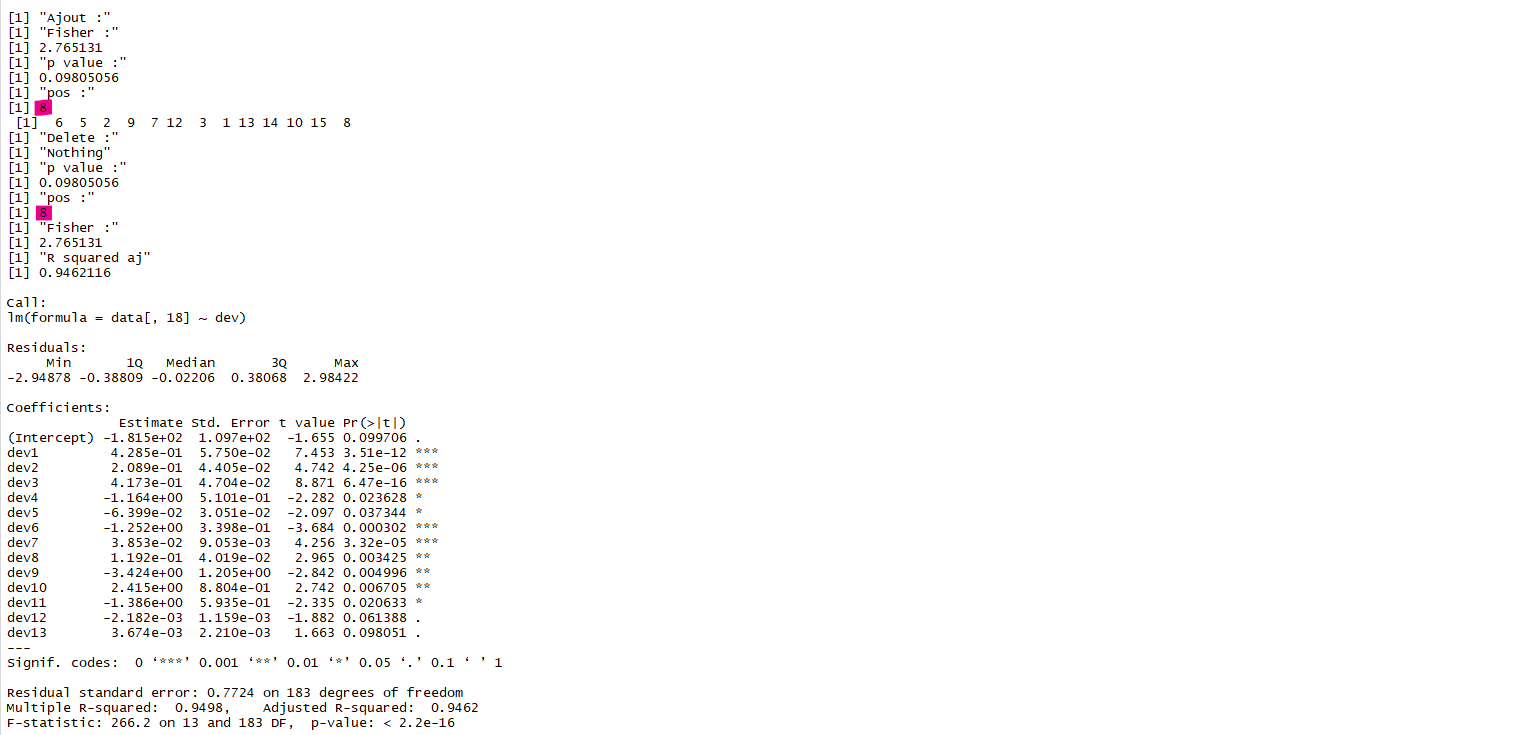 [1] "Ajout :"
[1] "Fisher :"
[1] 2.765131
[1] "p value :"
[1] 0.09805056
[1] "pos :"
[1] 8
 [1]  6  5  2  9  7 12  3  1 13 14 10 15  8
[1] "Delete :"
[1] "Nothing"
[1] "p value :"
[1] 0.09805056
[1] "pos :"
[1] 8
[1] "Fisher :"
[1] 2.765131
[1] "R squared aj"
[1] 0.9462116
Call:
lm(formula = data[, 18] ~ dev)
Residuals:
     Min       1Q   Median       3Q      Max
-2.94878 -0.38809 -0.02206  0.38068  2.98422
Coefficients:
              Estimate Std. Error t value Pr(>|t|)
(Intercept) -1.815e+02  1.097e+02  -1.655 0.099706 .
dev1         4.285e-01  5.750e-02   7.453 3.51e-12 ***
dev2         2.089e-01  4.405e-02   4.742 4.25e-06 ***
dev3         4.173e-01  4.704e-02   8.871 6.47e-16 ***
dev4        -1.164e+00  5.101e-01  -2.282 0.023628 *
dev5        -6.399e-02  3.051e-02  -2.097 0.037344 *
dev6        -1.252e+00  3.398e-01  -3.684 0.000302 ***
dev7         3.853e-02  9.053e-03   4.256 3.32e-05 ***
dev8         1.192e-01  4.019e-02   2.965 0.003425 **
dev9        -3.424e+00  1.205e+00  -2.842 0.004996 **
dev10        2.415e+00  8.804e-01   2.742 0.006705 **
dev11       -1.386e+00  5.935e-01  -2.335 0.020633 *
dev12       -2.182e-03  1.159e-03  -1.882 0.061388 .
dev13        3.674e-03  2.210e-03   1.663 0.098051 .
---
Signif. codes:  0 ‘***’ 0.001 ‘**’ 0.01 ‘*’ 0.05 ‘.’ 0.1 ‘ ’ 1
Residual standard error: 0.7724 on 183 degrees of freedom
Multiple R-squared:  0.9498,    Adjusted R-squared:  0.9462
F-statistic: 266.2 on 13 and 183 DF,  p-value: < 2.2e-16